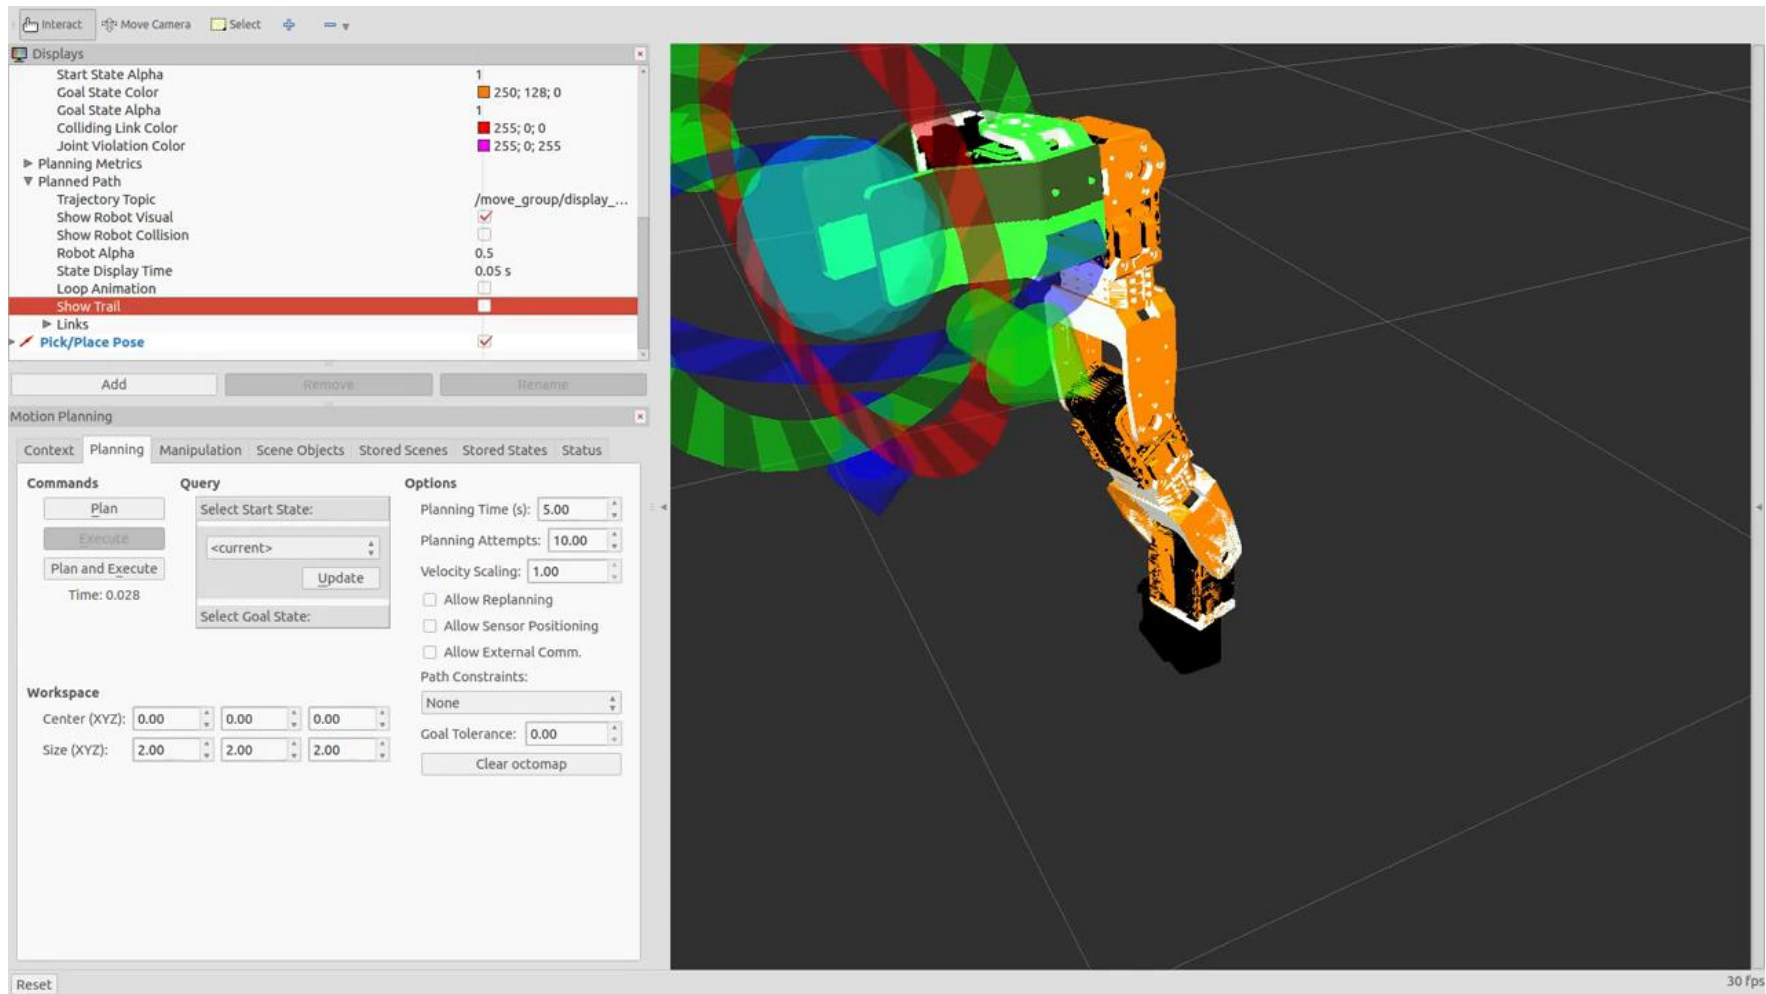 Interact Move Camera Select
Displays
Start State Alpha 1
Goal State Color 250; 128; 0
Goal State Alpha 1
Colliding Link Color 255; 0; 0
Joint Violation Color 255; 0; 255
Planning Metrics
Planned Path
Trajectory Topic /move_group/display_...
Show Robot Visual
Show Robot Collision
Robot Alpha 0.5
State Display Time 0.05 s
Loop Animation
Show Trail
Links
Pick/Place Pose
Add Remove Rename
Motion Planning
Context Planning Manipulation Scene Objects Stored Scenes Stored States Status
Commands Query Options
Plan Select Start State: Planning Time (s): 5.00
Execute <current> Planning Attempts: 10.00
Plan and Execute Update Velocity Scaling: 1.00
Time: 0.028 Allow Replanning
Select Goal State: Allow Sensor Positioning
Allow External Comm.
Path Constraints:
Workspace None
Center (XYZ): 0.00 0.00 0.00
Goal Tolerance: 0.00
Size (XYZ): 2.00 2.00 2.00
Clear octomap
Reset 30 fps